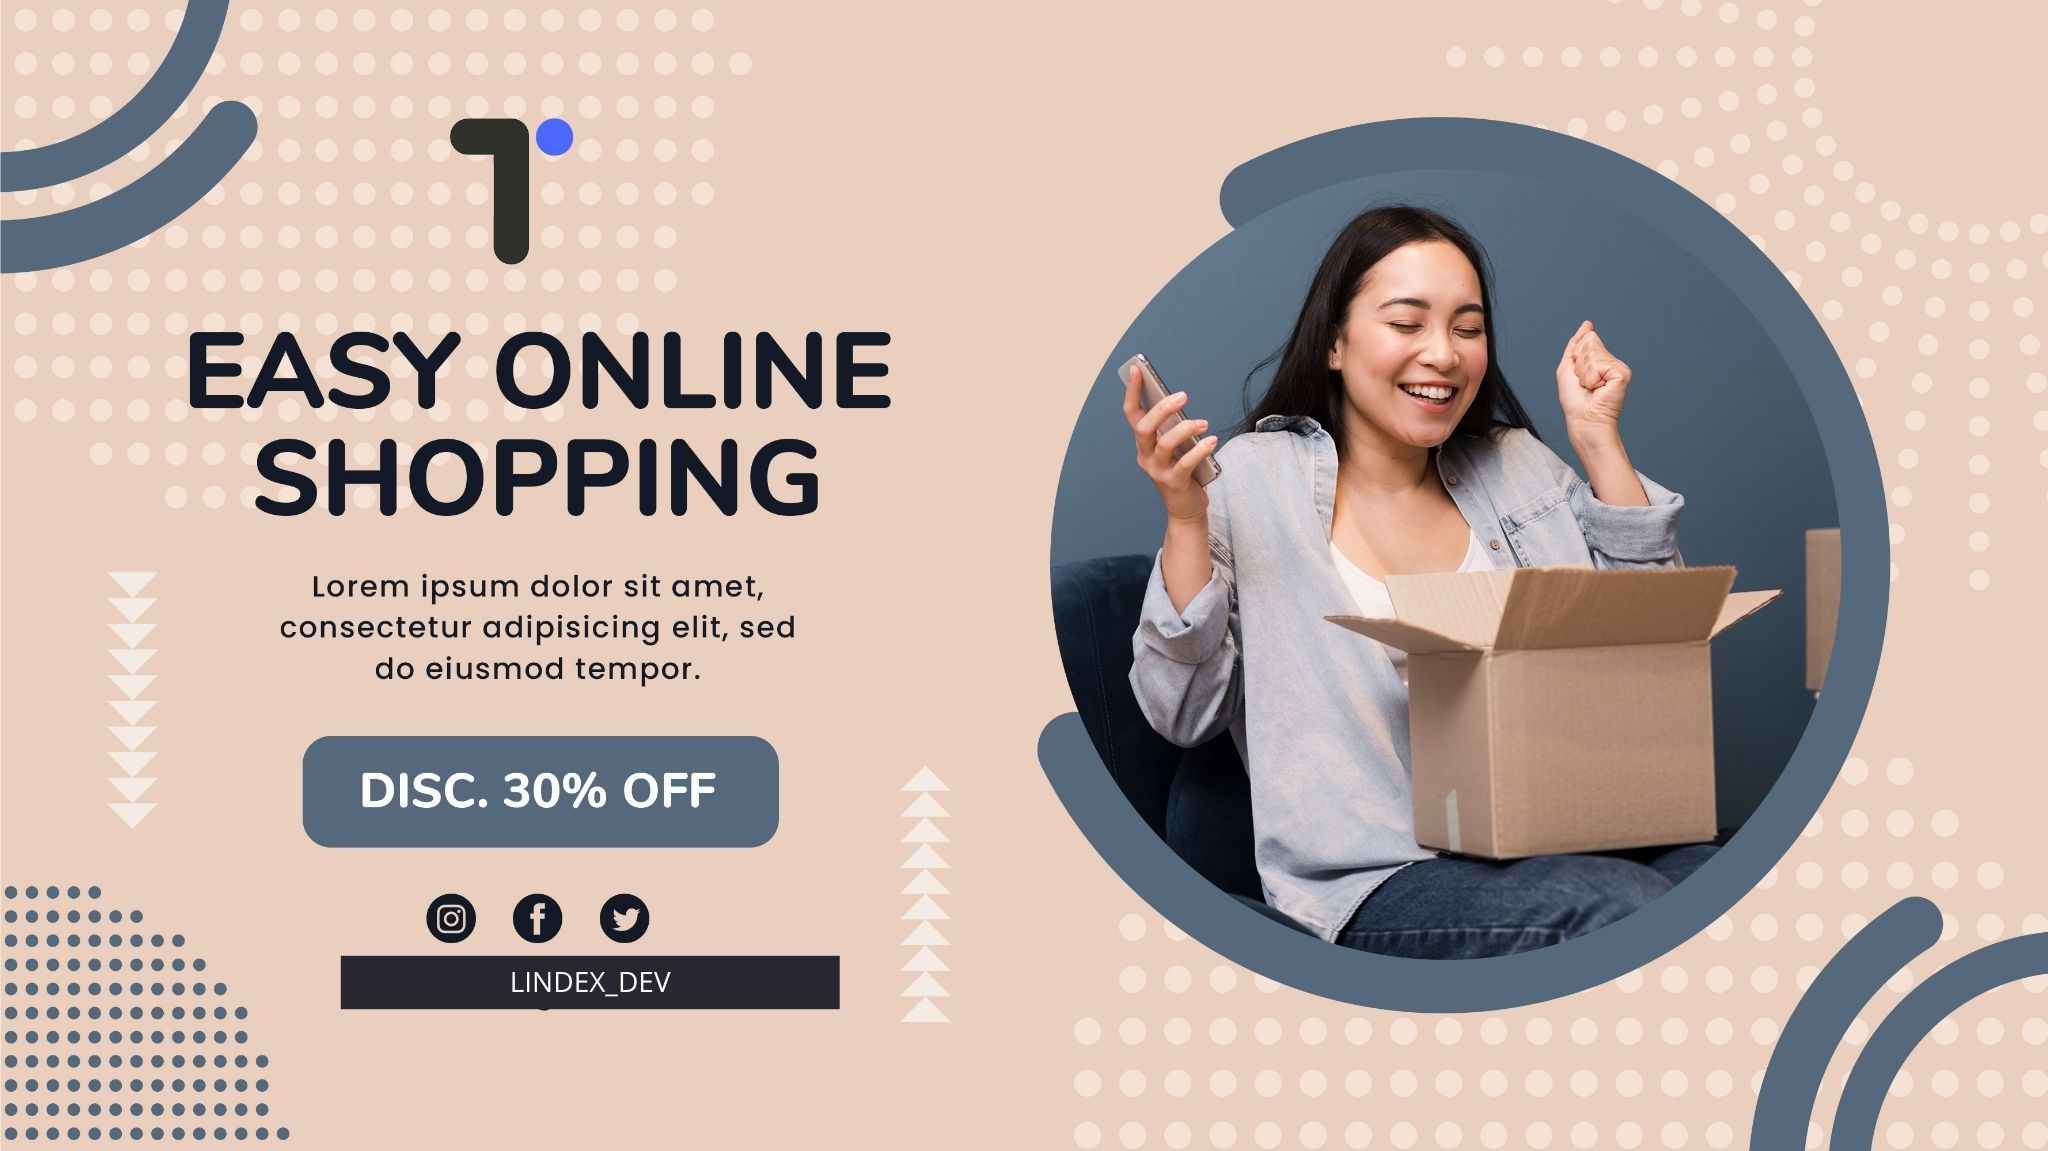 EASY ONLINE
SHOPPING
Lorem ipsum dolor sit amet,
consectetur adipisicing elit, sed
do eiusmod tempor.
DISC. 30% OFF
LINDEX_DEV